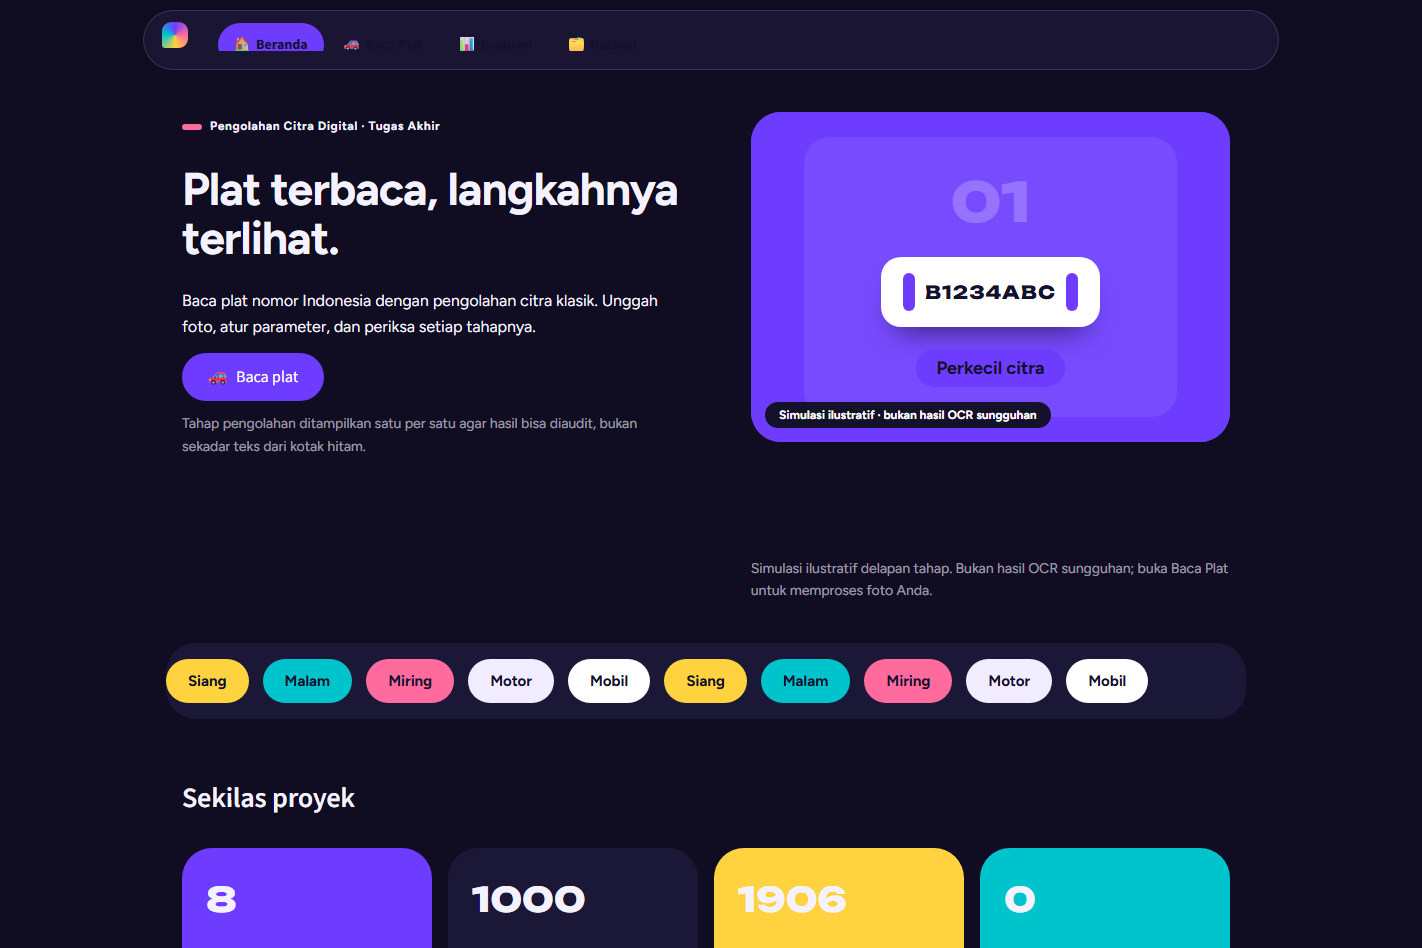 Beranda
Baca Plat
Evaluasi
Dataset
Pengolahan Citra Digital · Tugas Akhir
Plat terbaca, langkahnya
terlihat.
Baca plat nomor Indonesia dengan pengolahan citra klasik. Unggah
foto, atur parameter, dan periksa setiap tahapnya.
Baca plat
Tahap pengolahan ditampilkan satu per satu agar hasil bisa diaudit, bukan
sekadar teks dari kotak hitam.
01
B1234ABC
Perkecil citra
Simulasi ilustratif · bukan hasil OCR sungguhan
Simulasi ilustratif delapan tahap. Bukan hasil OCR sungguhan; buka Baca Plat
untuk memproses foto Anda.
Siang
Malam
Miring
Motor
Mobil
Siang
Malam
Miring
Motor
Mobil
Sekilas proyek
8
1000
1906
0